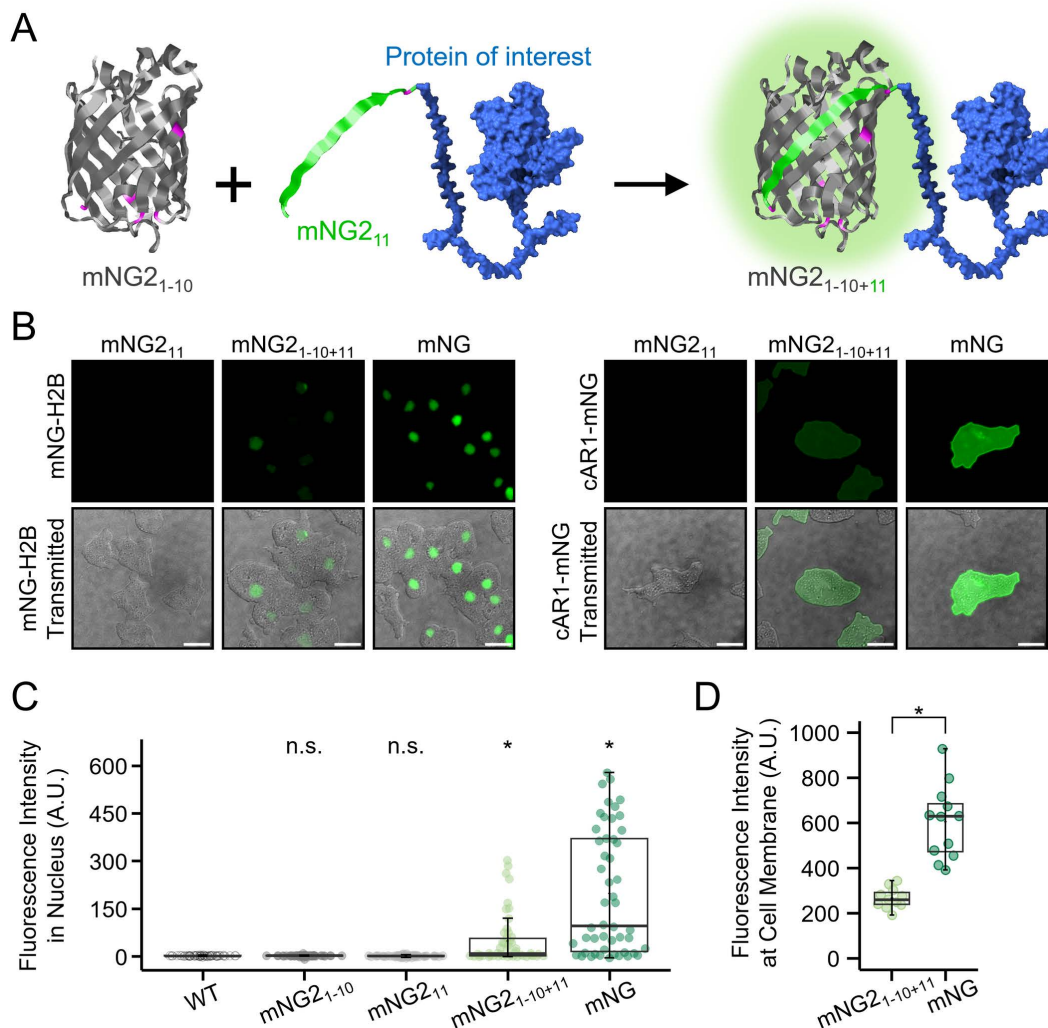 A
Protein of interest
+
mNG2₁₁
mNG2₁₋₁₀
mNG2₁₋₁₀₊₁₁
B
mNG2₁₁
mNG2₁₋₁₀₊₁₁
mNG
mNG2₁₁
mNG2₁₋₁₀₊₁₁
mNG
mNG-H2B
cAR1-mNG
mNG-H2B
Transmitted
cAR1-mNG
Transmitted
C
Fluorescence Intensity
in Nucleus (A.U.)
600
450
300
150
0
n.s.
n.s.
*
*
WT
mNG2₁₋₁₀
mNG2₁₁
mNG2₁₋₁₀₊₁₁
mNG
D
Fluorescence Intensity
at Cell Membrane (A.U.)
1000
800
600
400
200
0
*
mNG2₁₋₁₀₊₁₁
mNG